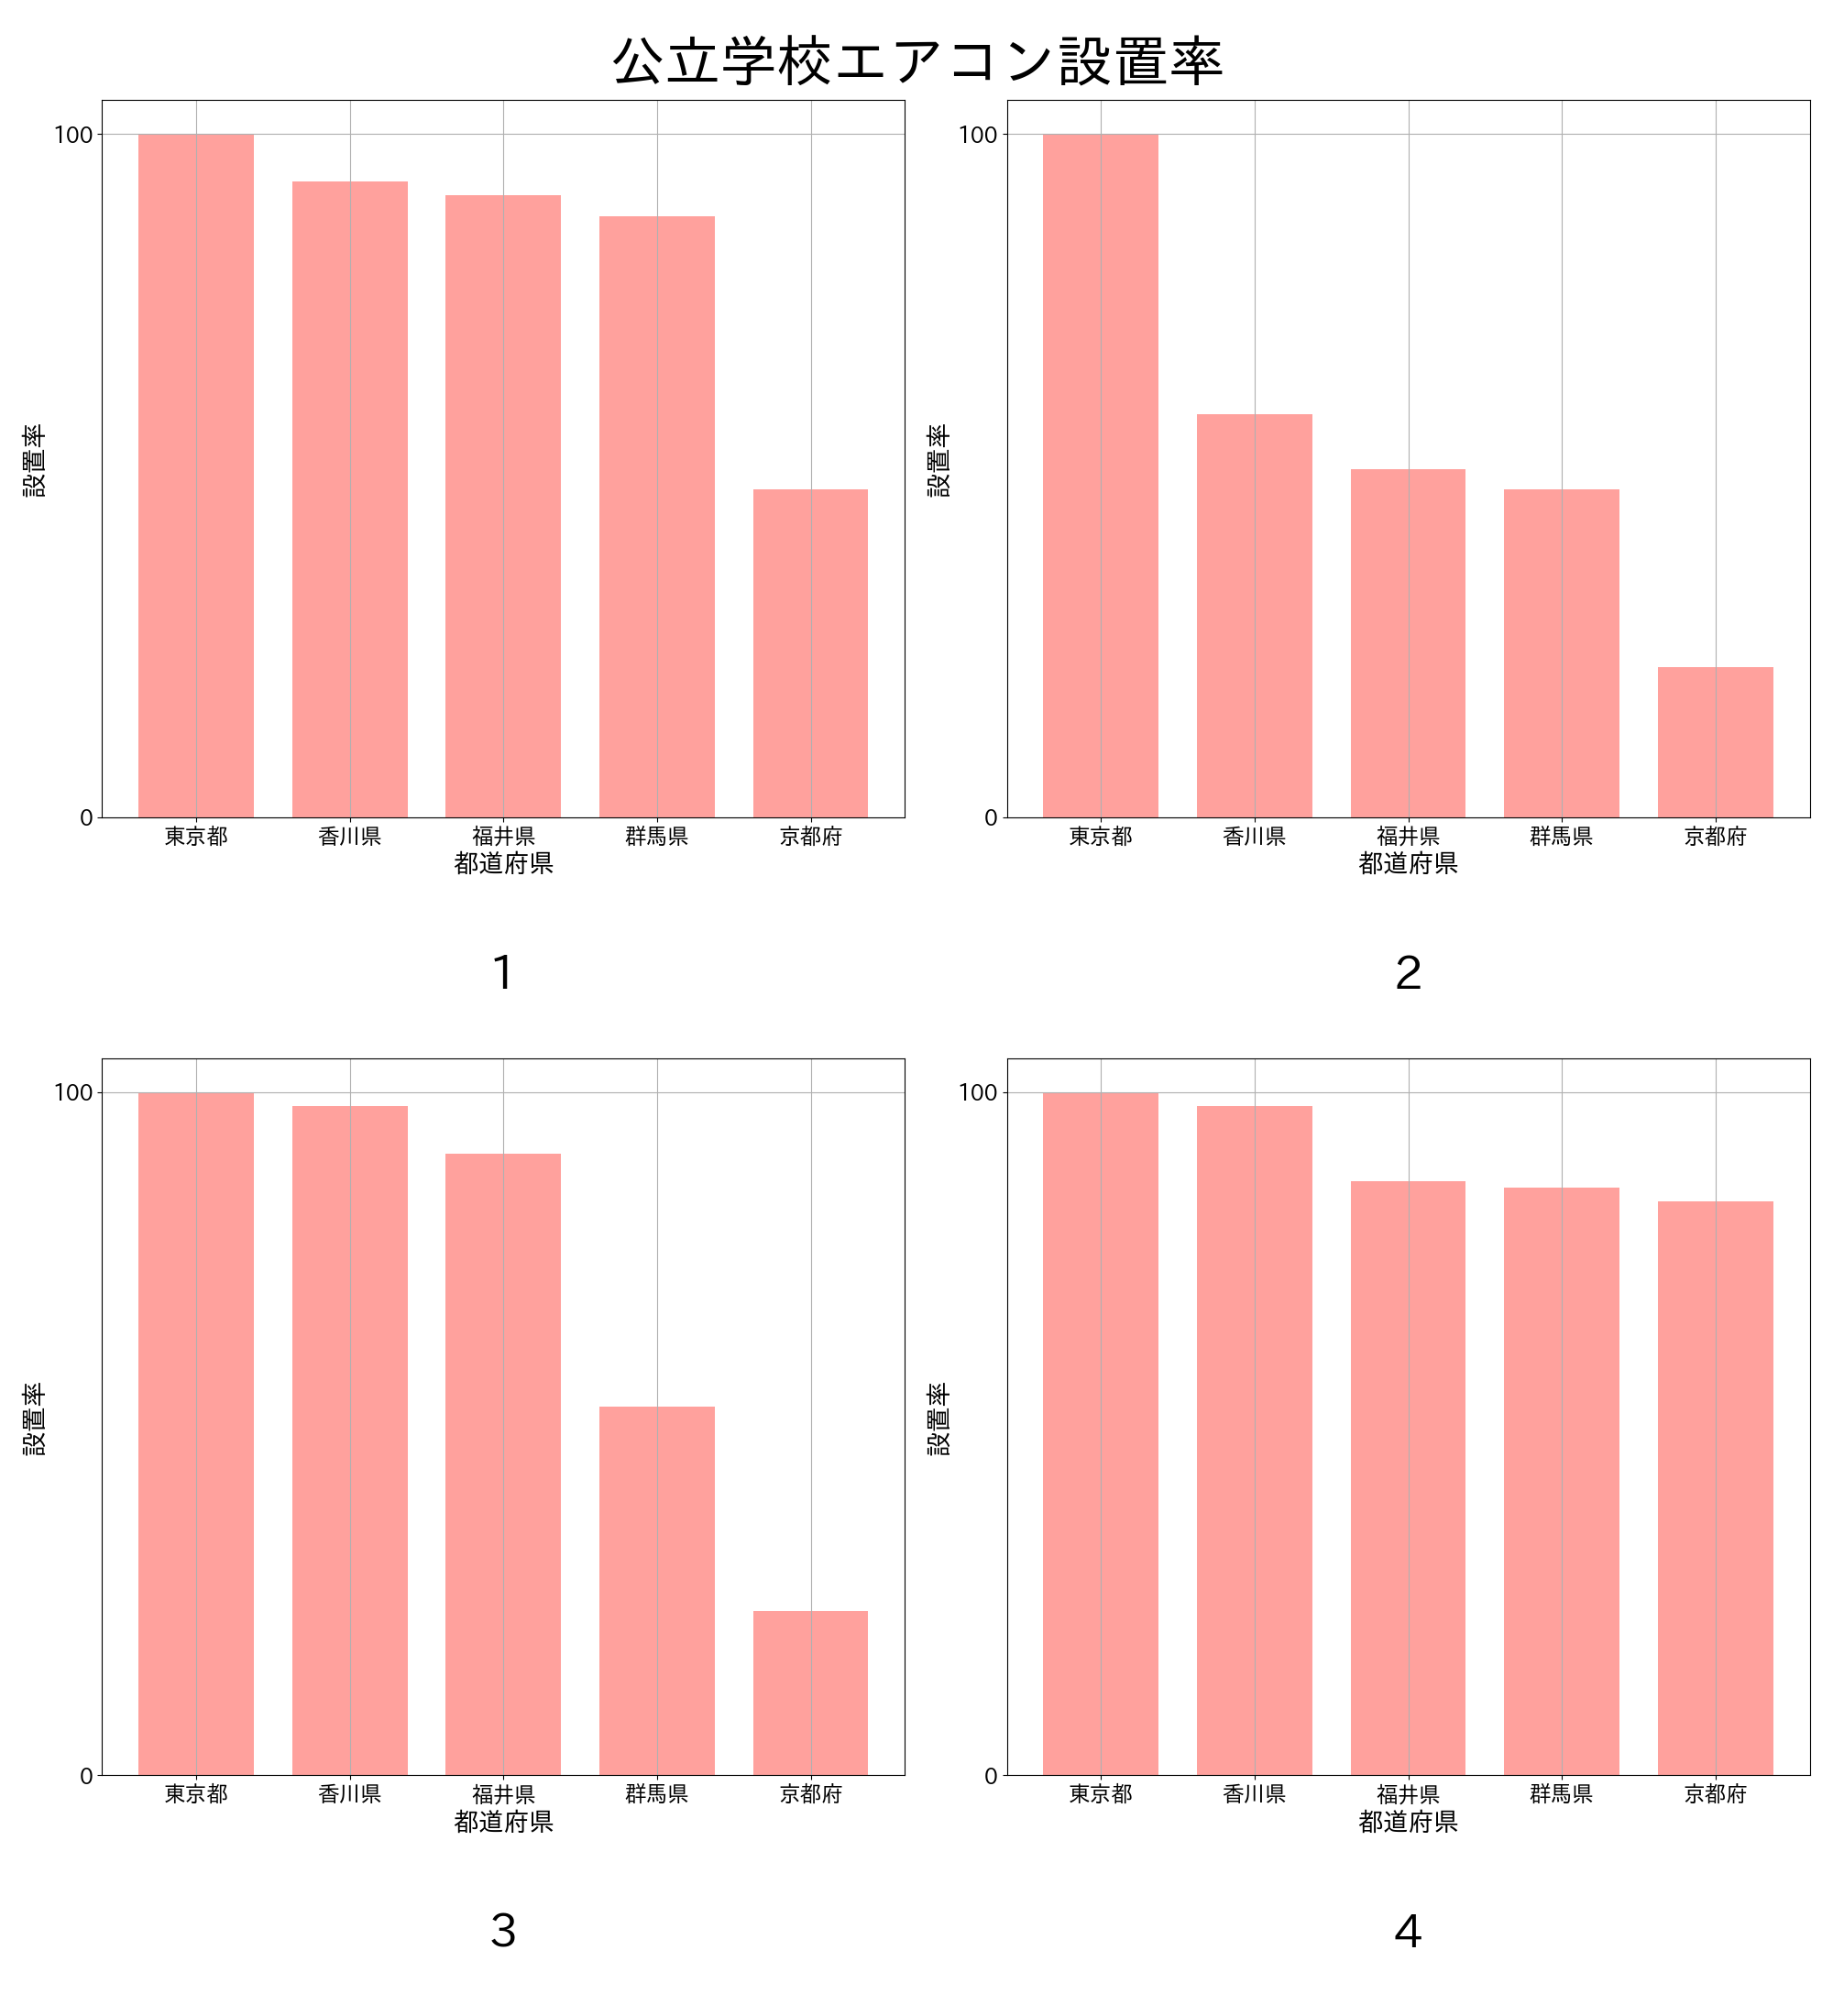 公立学校エアコン設置率
100
0
設置率
東京都 香川県 福井県 群馬県 京都府
都道府県
1
100
0
設置率
東京都 香川県 福井県 群馬県 京都府
都道府県
2
100
0
設置率
東京都 香川県 福井県 群馬県 京都府
都道府県
3
100
0
設置率
東京都 香川県 福井県 群馬県 京都府
都道府県
4